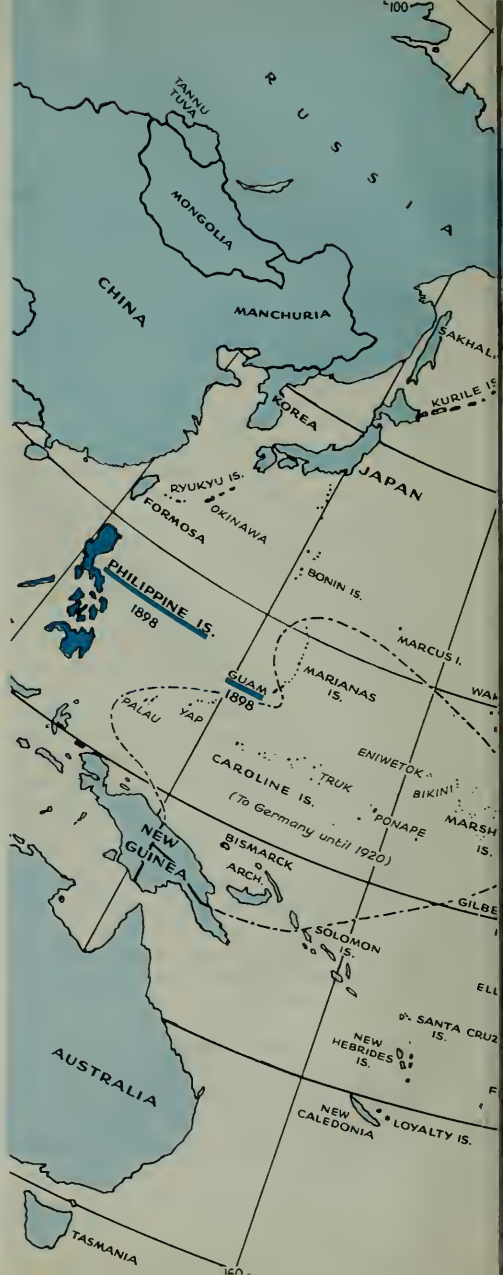 100
TANNU
TUVA
RUSSIA
MONGOLIA
CHINA
MANCHURIA
SAKHAL
KURILE IS
KOREA
JAPAN
RYUKYU IS.
OKINAWA
FORMOSA
PHILIPPINE IS.
1898
BONIN IS.
MARCUS I.
GUAM
1898
MARIANAS
IS.
WAK
PALAU
YAP
ENIWETOK
BIKINI
CAROLINE IS.
TRUK
PONAPE
MARSH
IS.
(To Germany until 1920)
NEW
GUINEA
BISMARCK
ARCH.
GILBE
SOLOMON
IS.
ELL
SANTA CRUZ
IS.
NEW
HEBRIDES
IS.
F
AUSTRALIA
NEW
CALEDONIA
LOYALTY IS.
TASMANIA
160